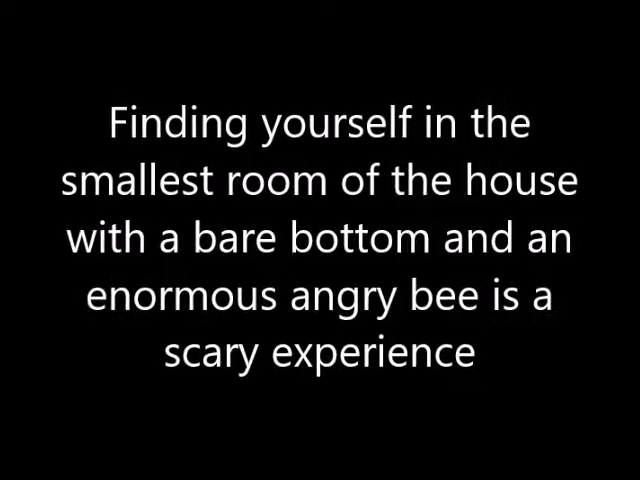 Finding yourself in the
smallest room of the house
with a bare bottom and an
enormous angry bee is a
scary experience